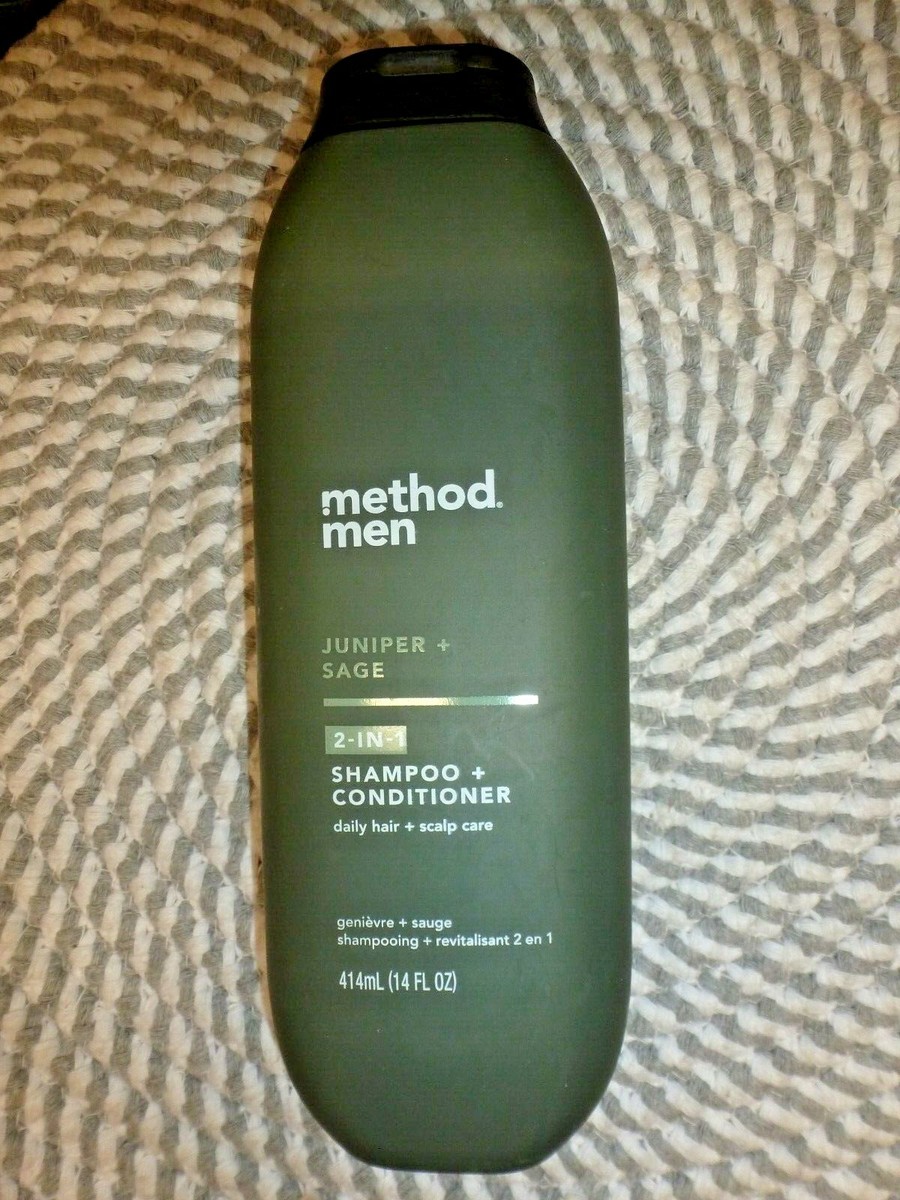 method®
men
JUNIPER +
SAGE
2-IN-1
SHAMPOO +
CONDITIONER
daily hair + scalp care
genièvre + sauge
shampooing + revitalisant 2 en 1
414mL (14 FL OZ)